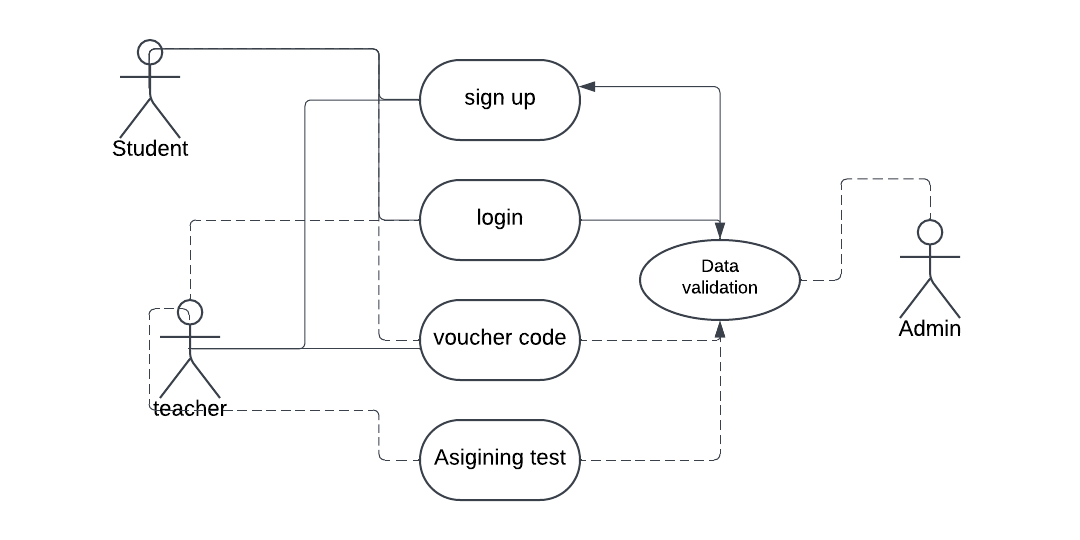 sign up
Student
login
Data
validation
Admin
voucher code
teacher
Asigining test